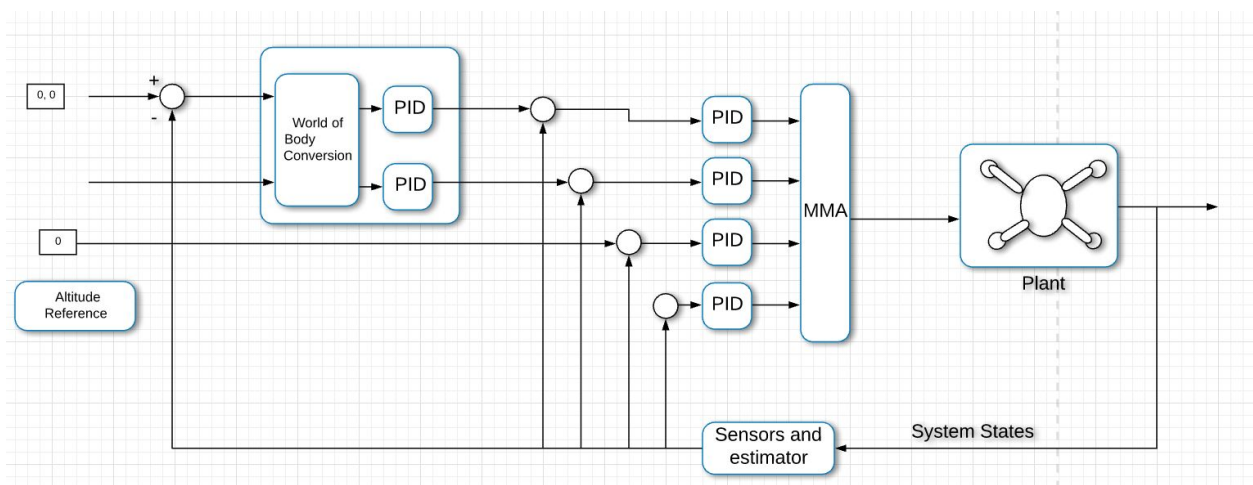 +
0, 0
-
World of
Body
Conversion
PID
PID
PID
PID
PID
PID
MMA
Plant
0
Altitude
Reference
Sensors and
estimator
System States